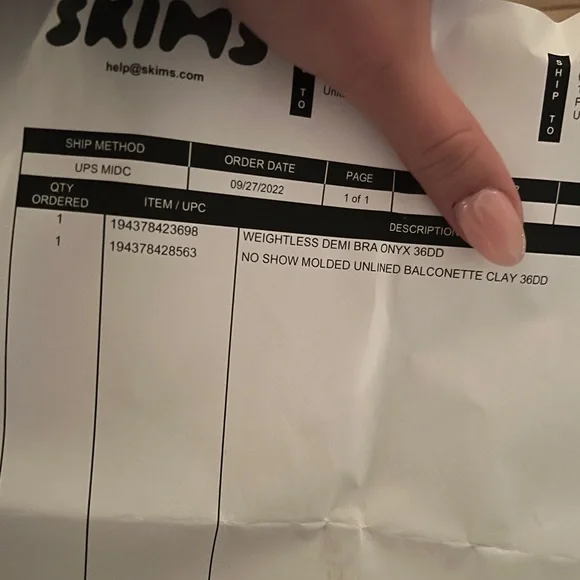 SKIMS
help@skims.com
TO
SHIP TO
SHIP METHOD ORDER DATE PAGE
UPS MIDC 09/27/2022 1 of 1
QTY ORDERED ITEM / UPC DESCRIPTION
1 194378423698 WEIGHTLESS DEMI BRA ONYX 36DD
1 194378428563 NO SHOW MOLDED UNLINED BALCONETTE CLAY 36DD